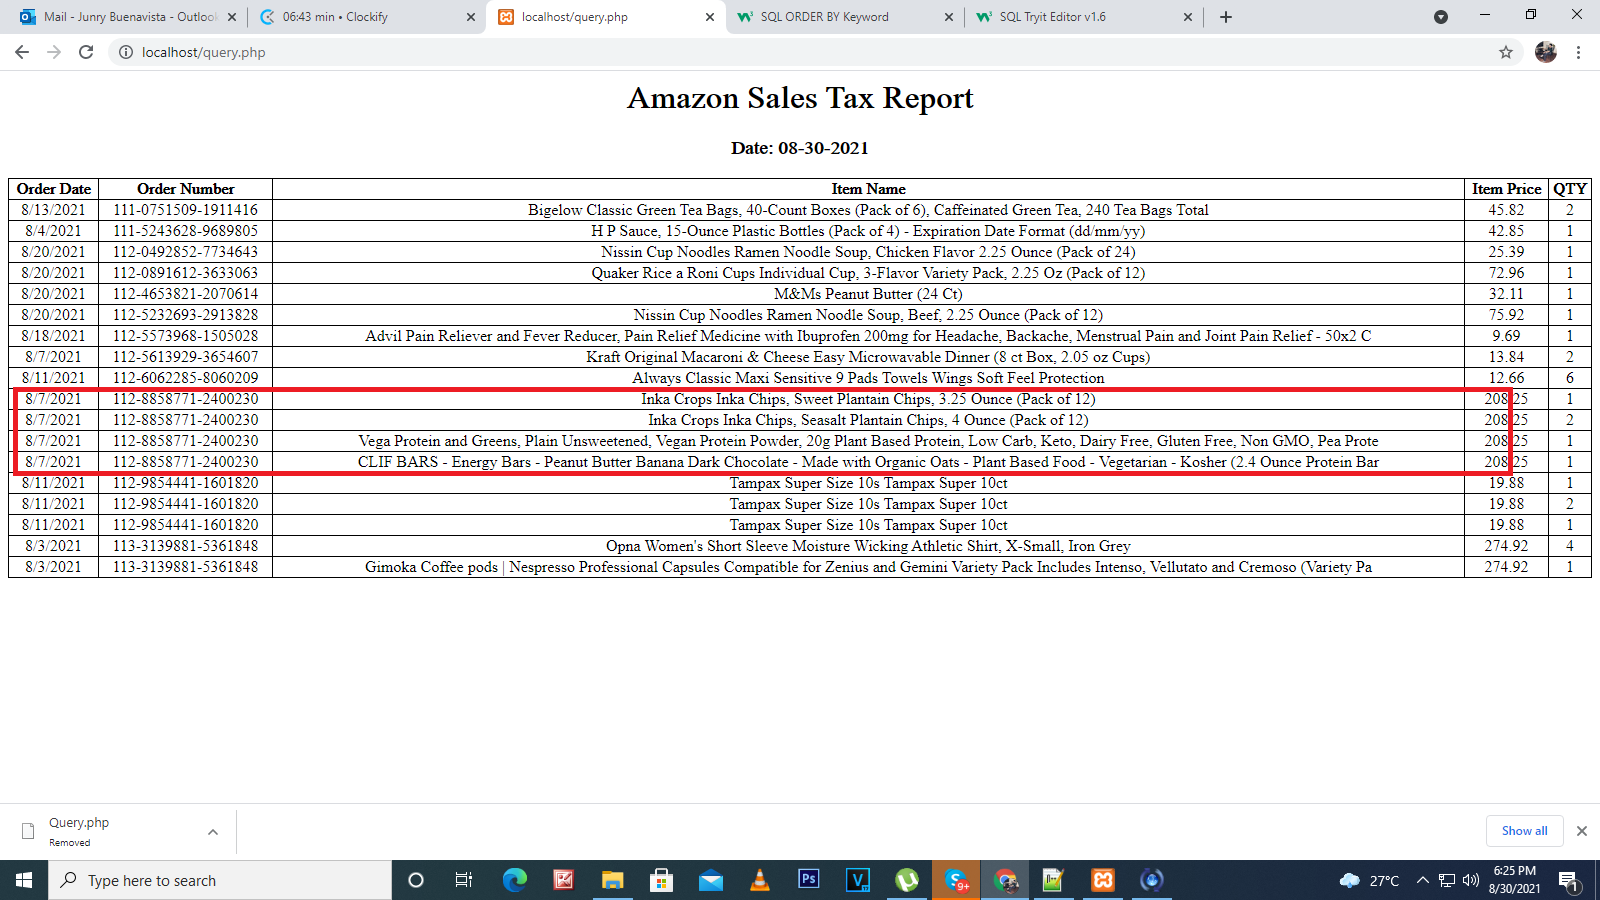 Mail - Junry Buenavista - Outlook
06:43 min • Clockify
localhost/query.php
SQL ORDER BY Keyword
SQL Tryit Editor v1.6
localhost/query.php
Amazon Sales Tax Report
Date: 08-30-2021
Order Date Order Number Item Name Item Price QTY
8/13/2021 111-0751509-1911416 Bigelow Classic Green Tea Bags, 40-Count Boxes (Pack of 6), Caffeinated Green Tea, 240 Tea Bags Total 45.82 2
8/4/2021 111-5243628-9689805 H P Sauce, 15-Ounce Plastic Bottles (Pack of 4) - Expiration Date Format (dd/mm/yy) 42.85 1
8/20/2021 112-0492852-7734643 Nissin Cup Noodles Ramen Noodle Soup, Chicken Flavor 2.25 Ounce (Pack of 24) 25.39 1
8/20/2021 112-0891612-3633063 Quaker Rice a Roni Cups Individual Cup, 3-Flavor Variety Pack, 2.25 Oz (Pack of 12) 72.96 1
8/20/2021 112-4653821-2070614 M&Ms Peanut Butter (24 Ct) 32.11 1
8/20/2021 112-5232693-2913828 Nissin Cup Noodles Ramen Noodle Soup, Beef, 2.25 Ounce (Pack of 12) 75.92 1
8/18/2021 112-5573968-1505028 Advil Pain Reliever and Fever Reducer, Pain Relief Medicine with Ibuprofen 200mg for Headache, Backache, Menstrual Pain and Joint Pain Relief - 50x2 C 9.69 1
8/7/2021 112-5613929-3654607 Kraft Original Macaroni & Cheese Easy Microwavable Dinner (8 ct Box, 2.05 oz Cups) 13.84 2
8/11/2021 112-6062285-8060209 Always Classic Maxi Sensitive 9 Pads Towels Wings Soft Feel Protection 12.66 6
8/7/2021 112-8858771-2400230 Inka Crops Inka Chips, Sweet Plantain Chips, 3.25 Ounce (Pack of 12) 208.25 1
8/7/2021 112-8858771-2400230 Inka Crops Inka Chips, Seasalt Plantain Chips, 4 Ounce (Pack of 12) 208.25 2
8/7/2021 112-8858771-2400230 Vega Protein and Greens, Plain Unsweetened, Vegan Protein Powder, 20g Plant Based Protein, Low Carb, Keto, Dairy Free, Gluten Free, Non GMO, Pea Prote 208.25 1
8/7/2021 112-8858771-2400230 CLIF BARS - Energy Bars - Peanut Butter Banana Dark Chocolate - Made with Organic Oats - Plant Based Food - Vegetarian - Kosher (2.4 Ounce Protein Bar 208.25 1
8/11/2021 112-9854441-1601820 Tampax Super Size 10s Tampax Super 10ct 19.88 1
8/11/2021 112-9854441-1601820 Tampax Super Size 10s Tampax Super 10ct 19.88 2
8/11/2021 112-9854441-1601820 Tampax Super Size 10s Tampax Super 10ct 19.88 1
8/3/2021 113-3139881-5361848 Opna Women's Short Sleeve Moisture Wicking Athletic Shirt, X-Small, Iron Grey 274.92 4
8/3/2021 113-3139881-5361848 Gimoka Coffee pods | Nespresso Professional Capsules Compatible for Zenius and Gemini Variety Pack Includes Intenso, Vellutato and Cremoso (Variety Pa 274.92 1
Query.php
Removed
Show all
Type here to search
Ps
V
9+
27°C
6:25 PM
8/30/2021
1